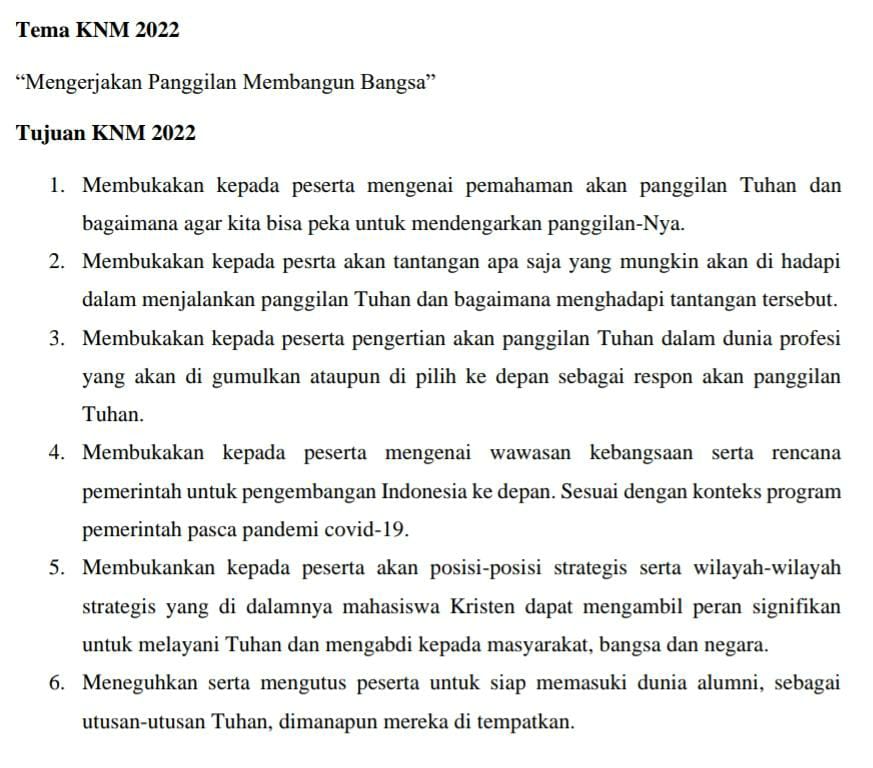 Tema KNM 2022
“Mengerjakan Panggilan Membangun Bangsa”
Tujuan KNM 2022
1. Membukakan kepada peserta mengenai pemahaman akan panggilan Tuhan dan
bagaimana agar kita bisa peka untuk mendengarkan panggilan-Nya.
2. Membukakan kepada pesrta akan tantangan apa saja yang mungkin akan di hadapi
dalam menjalankan panggilan Tuhan dan bagaimana menghadapi tantangan tersebut.
3. Membukakan kepada peserta pengertian akan panggilan Tuhan dalam dunia profesi
yang akan di gumulkan ataupun di pilih ke depan sebagai respon akan panggilan
Tuhan.
4. Membukakan kepada peserta mengenai wawasan kebangsaan serta rencana
pemerintah untuk pengembangan Indonesia ke depan. Sesuai dengan konteks program
pemerintah pasca pandemi covid-19.
5. Membukankan kepada peserta akan posisi-posisi strategis serta wilayah-wilayah
strategis yang di dalamnya mahasiswa Kristen dapat mengambil peran signifikan
untuk melayani Tuhan dan mengabdi kepada masyarakat, bangsa dan negara.
6. Meneguhkan serta mengutus peserta untuk siap memasuki dunia alumni, sebagai
utusan-utusan Tuhan, dimanapun mereka di tempatkan.